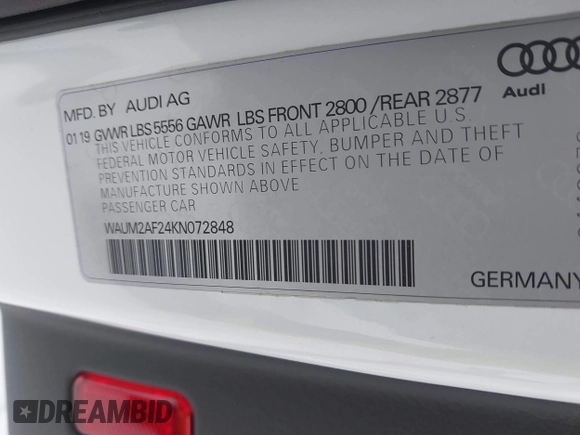 MFD. BY AUDI AG
01 19 GVWR LBS 5556 GAWR LBS FRONT 2800 /REAR 2877
THIS VEHICLE CONFORMS TO ALL APPLICABLE U.S.
FEDERAL MOTOR VEHICLE SAFETY, BUMPER AND THEFT
PREVENTION STANDARDS IN EFFECT ON THE DATE OF
MANUFACTURE SHOWN ABOVE
PASSENGER CAR
WAUM2AF24KN072848
Audi
GERMANY
DREAMBID